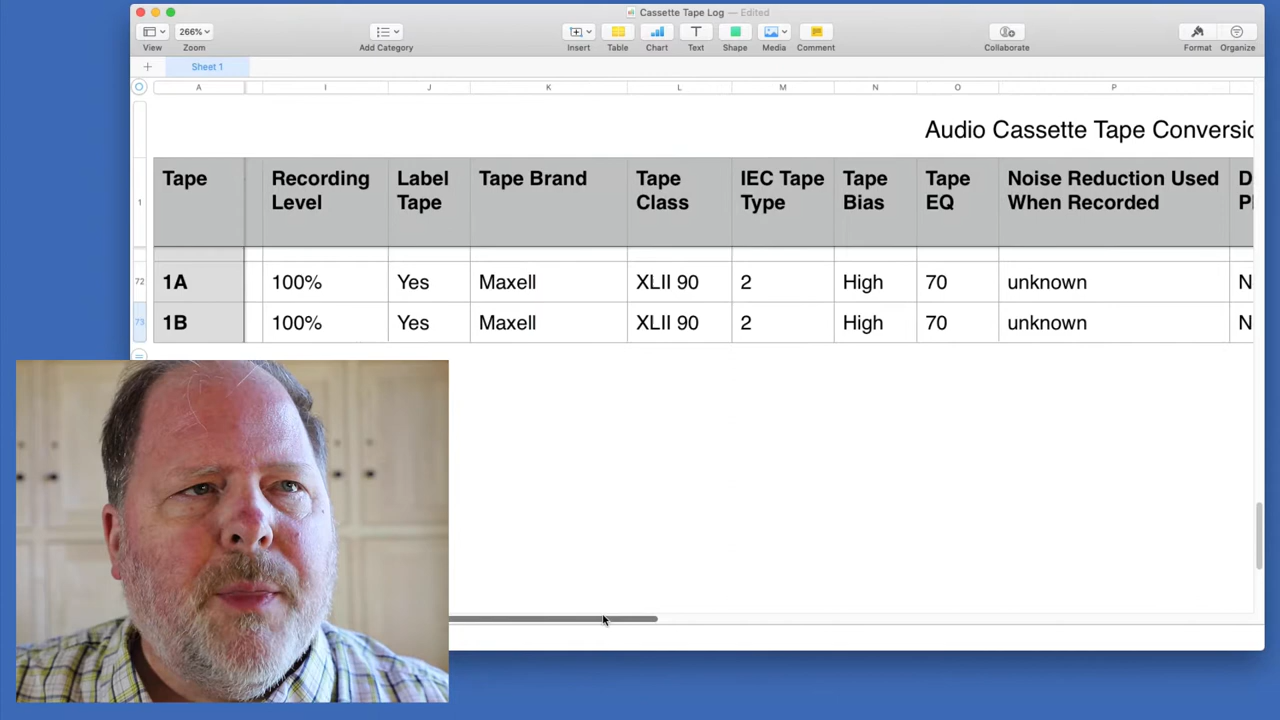 Cassette Tape Log — Edited
266%
View Zoom Add Category Insert Table Chart Text Shape Media Comment Collaborate Format Organize
Sheet 1
A I J K L M N O P
Audio Cassette Tape Conversio
Tape Recording Level Label Tape Tape Brand Tape Class IEC Tape Type Tape Bias Tape EQ Noise Reduction Used When Recorded D Pl
1
72 1A 100% Yes Maxell XLII 90 2 High 70 unknown N
73 1B 100% Yes Maxell XLII 90 2 High 70 unknown N